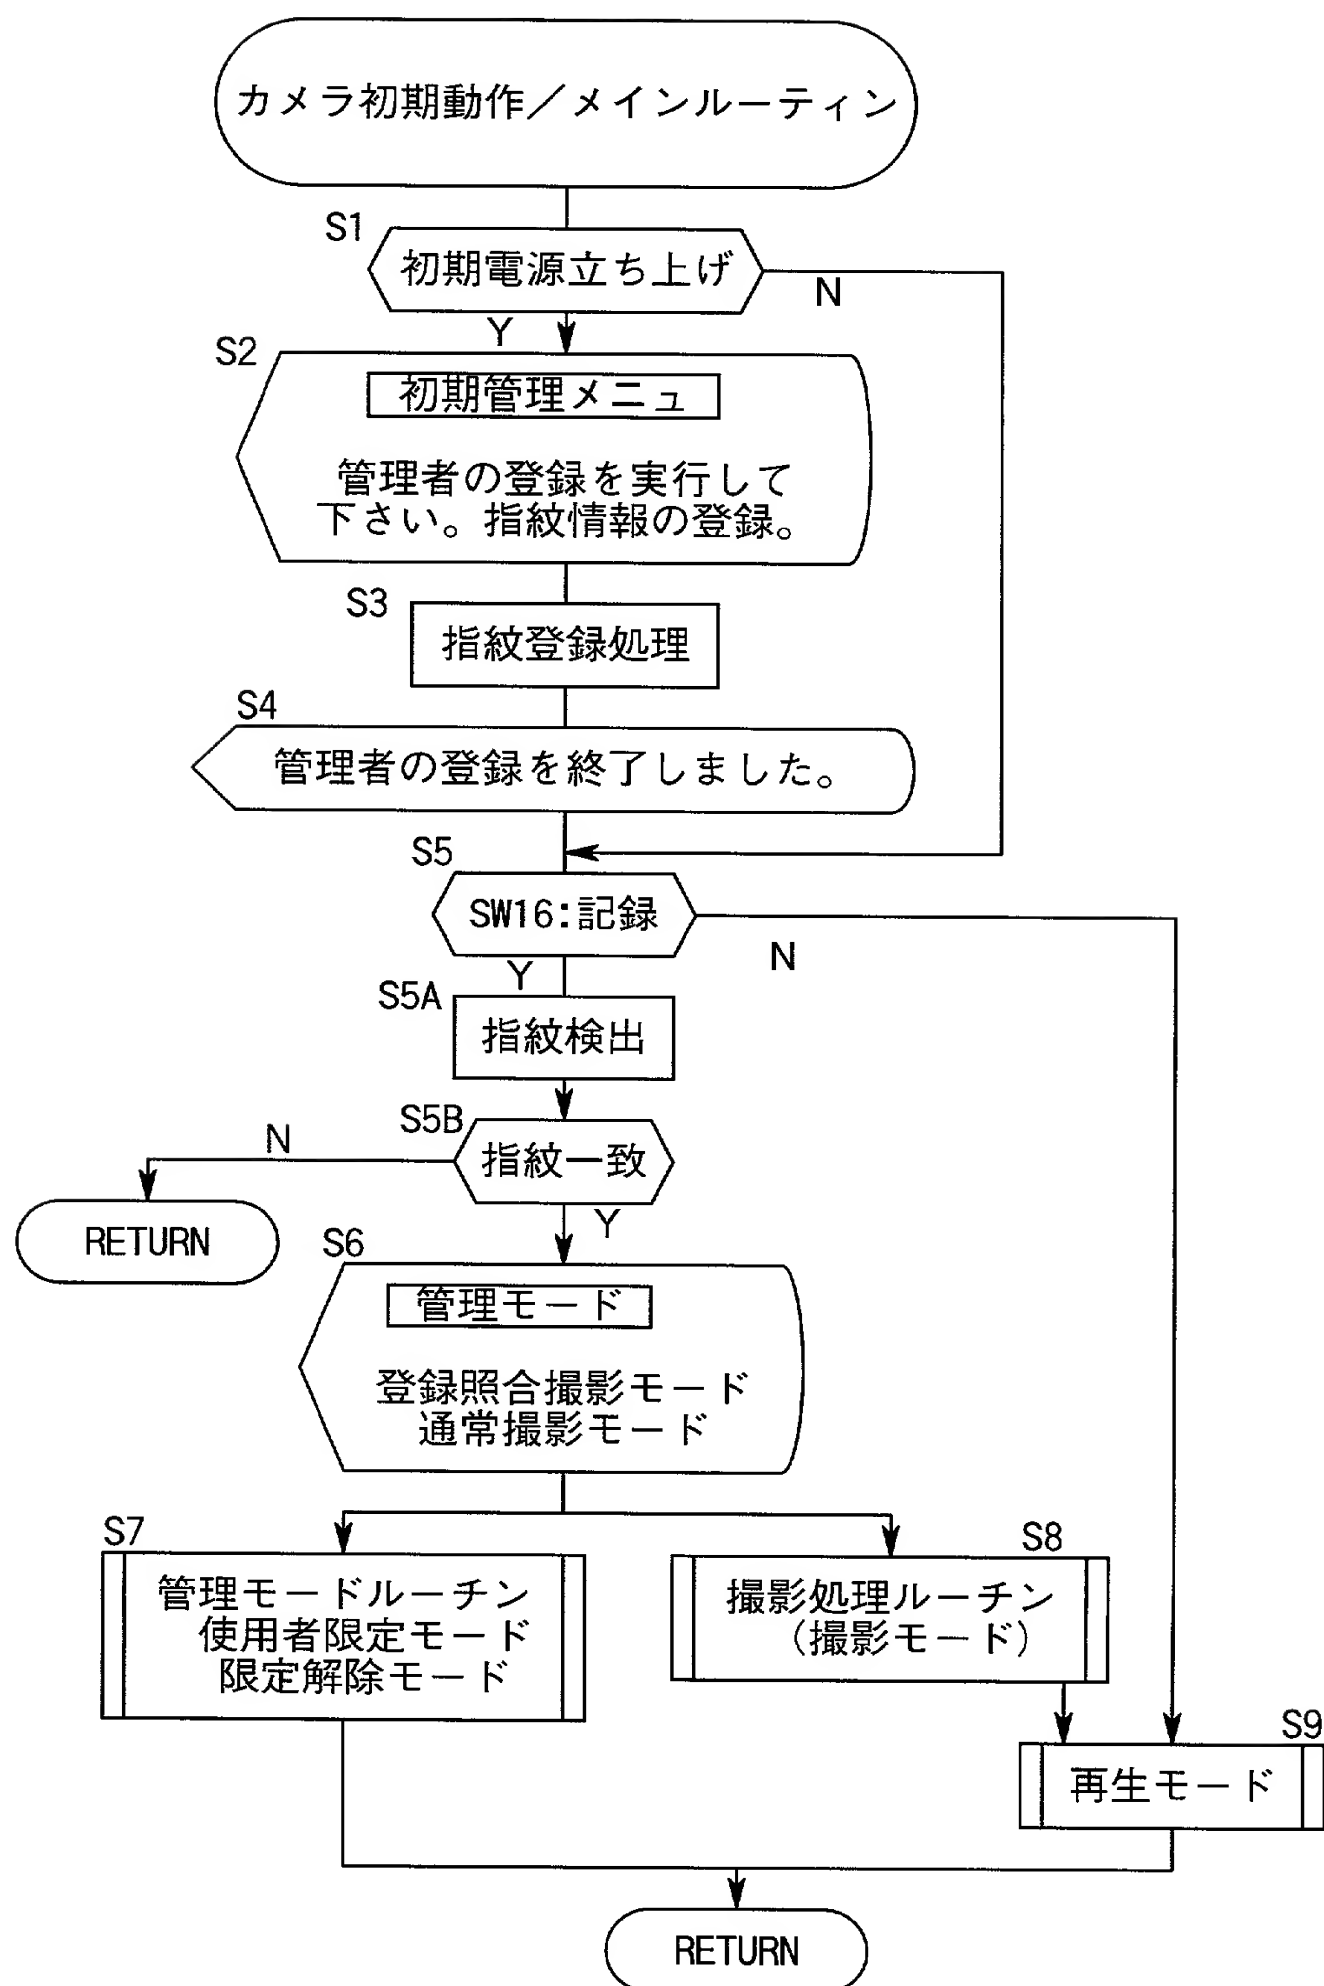 カメラ初期動作／メインルーティン
S1
初期電源立ち上げ
N
Y
S2
初期管理メニュ
管理者の登録を実行して
下さい。指紋情報の登録。
S3
指紋登録処理
S4
管理者の登録を終了しました。
S5
SW16:記録
N
Y
S5A
指紋検出
S5B
指紋一致
N
Y
RETURN
S6
管理モード
登録照合撮影モード
通常撮影モード
S7
管理モードルーチン
使用者限定モード
限定解除モード
S8
撮影処理ルーチン
(撮影モード)
S9
再生モード
RETURN